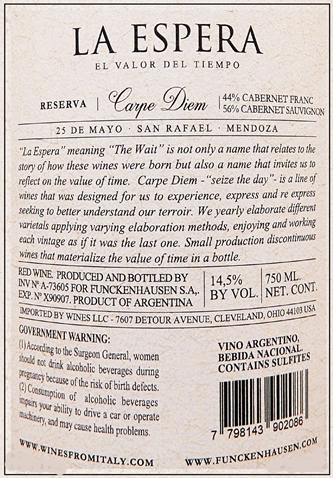 LA ESPERA
EL VALOR DEL TIEMPO
RESERVA | Carpe Diem | 44% CABERNET FRANC
56% CABERNET SAUVIGNON
25 DE MAYO · SAN RAFAEL · MENDOZA
"La Espera" meaning "The Wait" is not only a name that relates to the
story of how these wines were born but also a name that invites us to
reflect on the value of time. Carpe Diem -"seize the day"- is a line of
wines that was designed for us to experience, express and re express
seeking to better understand our terroir. We yearly elaborate different
varietals applying varying elaboration methods, enjoying and working
each vintage as if it was the last one. Small production discontinuous
wines that materialize the value of time in a bottle.
RED WINE. PRODUCED AND BOTTLED BY
INV Nº A-73605 FOR FUNCKENHAUSEN S.A,.
EXP. Nº X90907. PRODUCT OF ARGENTINA
14,5%
BY VOL.
750 ML.
NET. CONT.
IMPORTED BY WINES LLC - 7607 DETOUR AVENUE, CLEVELAND, OHIO 44103 USA
GOVERNMENT WARNING:
(1) According to the Surgeon General, women
should not drink alcoholic beverages during
pregnancy because of the risk of birth defects.
(2) Consumption of alcoholic beverages
impairs your ability to drive a car or operate
machinery, and may cause health problems.
VINO ARGENTINO,
BEBIDA NACIONAL
CONTAINS SULFITES
7 798143 902086
WWW.WINESFROMITALY.COM
WWW.FUNCKENHAUSEN.COM